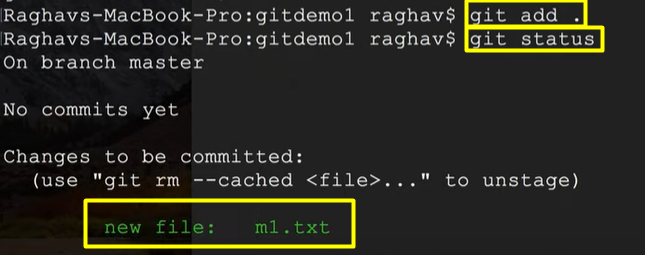 Raghavs-MacBook-Pro:gitdemo1 raghav$ git add .
Raghavs-MacBook-Pro:gitdemo1 raghav$ git status
On branch master
No commits yet
Changes to be committed:
(use "git rm --cached <file>..." to unstage)
new file: m1.txt